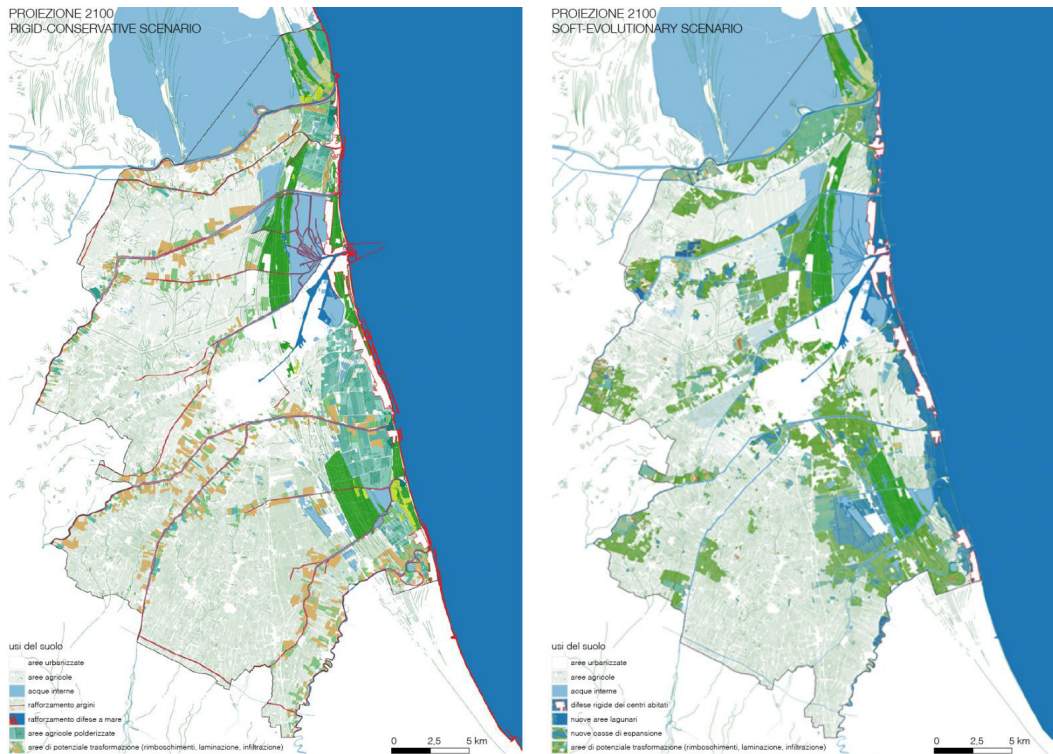 PROIEZIONE 2100
RIGID-CONSERVATIVE SCENARIO
usi del suolo
aree urbanizzate
aree agricole
acque interne
rafforzamento argini
rafforzamento difese a mare
aree agricole polderizzate
aree di potenziale trasformazione (rimboschimenti, laminazione, infiltrazione)
0 2,5 5 km
PROIEZIONE 2100
SOFT-EVOLUTIONARY SCENARIO
usi del suolo
aree urbanizzate
aree agricole
acque interne
difese rigide dei centri abitati
nuove aree lagunari
nuove casse di espansione
aree di potenziale trasformazione (rimboschimenti, laminazione, infiltrazione)
0 2,5 5 km